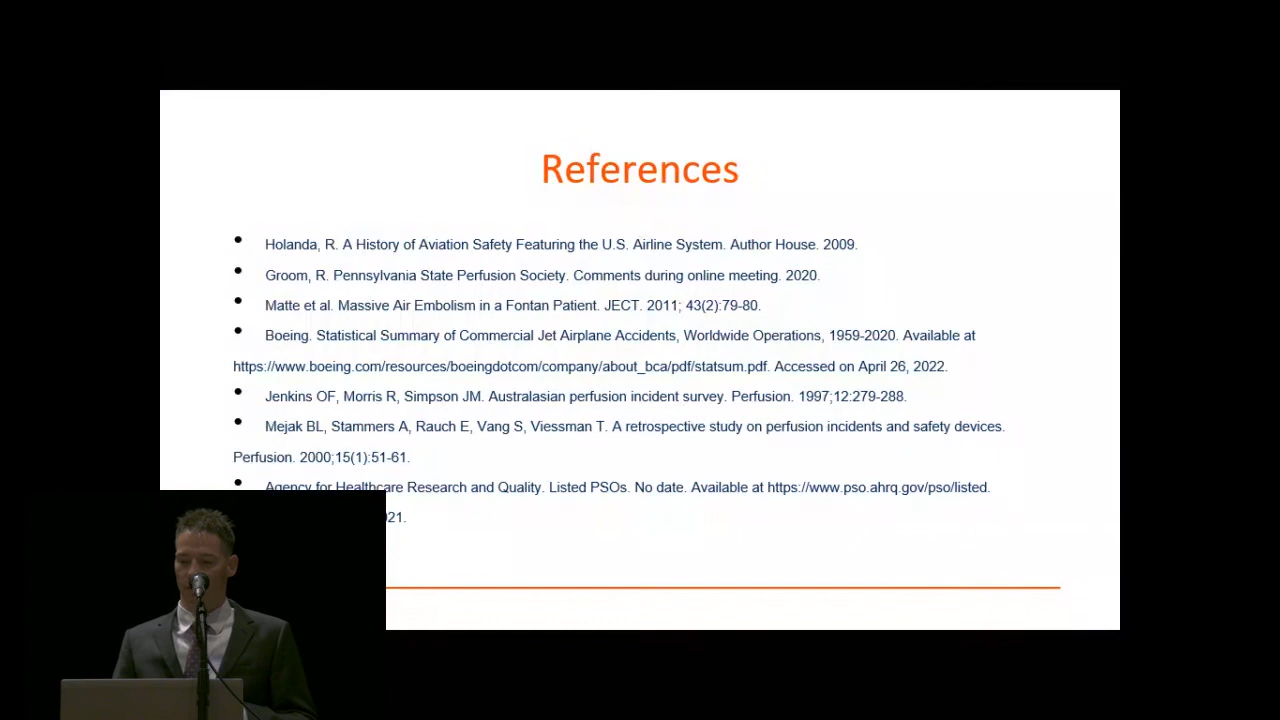 References
• Holanda, R. A History of Aviation Safety Featuring the U.S. Airline System. Author House. 2009.
• Groom, R. Pennsylvania State Perfusion Society. Comments during online meeting. 2020.
• Matte et al. Massive Air Embolism in a Fontan Patient. JECT. 2011; 43(2):79-80.
• Boeing. Statistical Summary of Commercial Jet Airplane Accidents, Worldwide Operations, 1959-2020. Available at
https://www.boeing.com/resources/boeingdotcom/company/about_bca/pdf/statsum.pdf. Accessed on April 26, 2022.
• Jenkins OF, Morris R, Simpson JM. Australasian perfusion incident survey. Perfusion. 1997;12:279-288.
• Mejak BL, Stammers A, Rauch E, Vang S, Viessman T. A retrospective study on perfusion incidents and safety devices.
Perfusion. 2000;15(1):51-61.
• Agency for Healthcare Research and Quality. Listed PSOs. No date. Available at https://www.pso.ahrq.gov/pso/listed.
21.